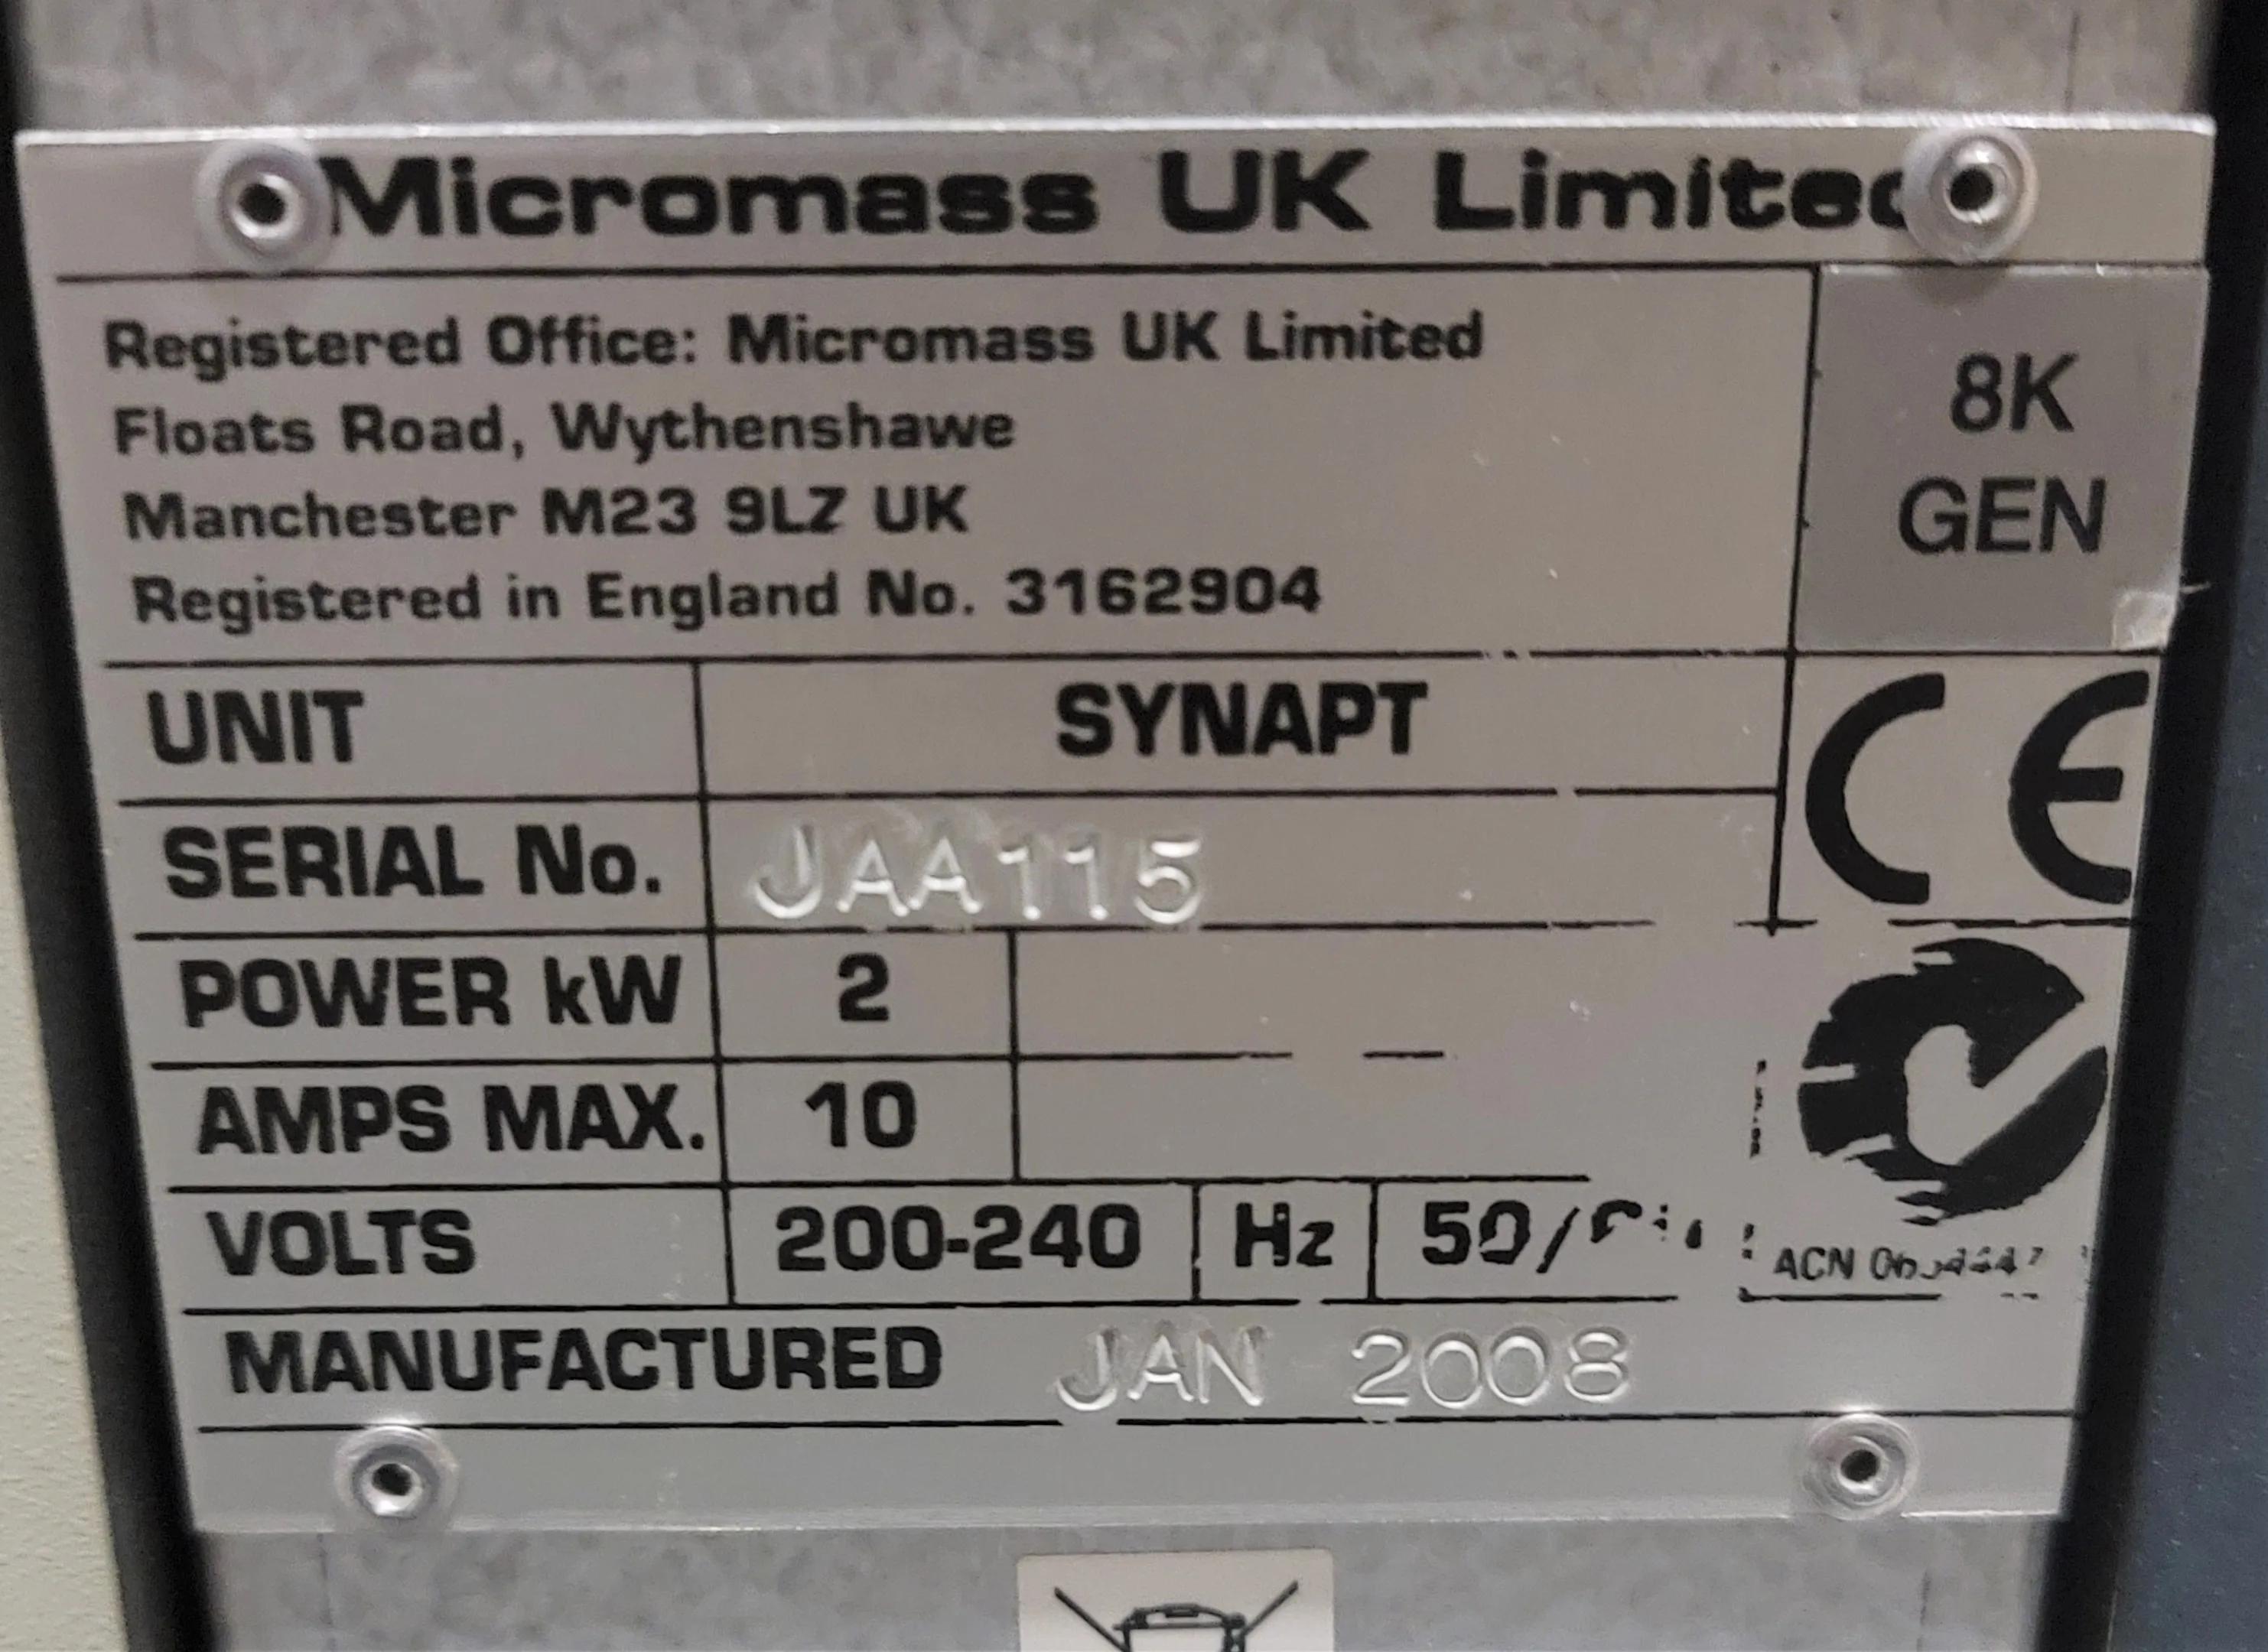 Micromass UK Limited
Registered Office: Micromass UK Limited
Floats Road, Wythenshawe
Manchester M23 9LZ UK
Registered in England No. 3162904
8K
GEN
UNIT SYNAPT
CE
SERIAL No. JAA115
POWER kW 2
AMPS MAX. 10
VOLTS 200-240 Hz
ACN
MANUFACTURED JAN 2008